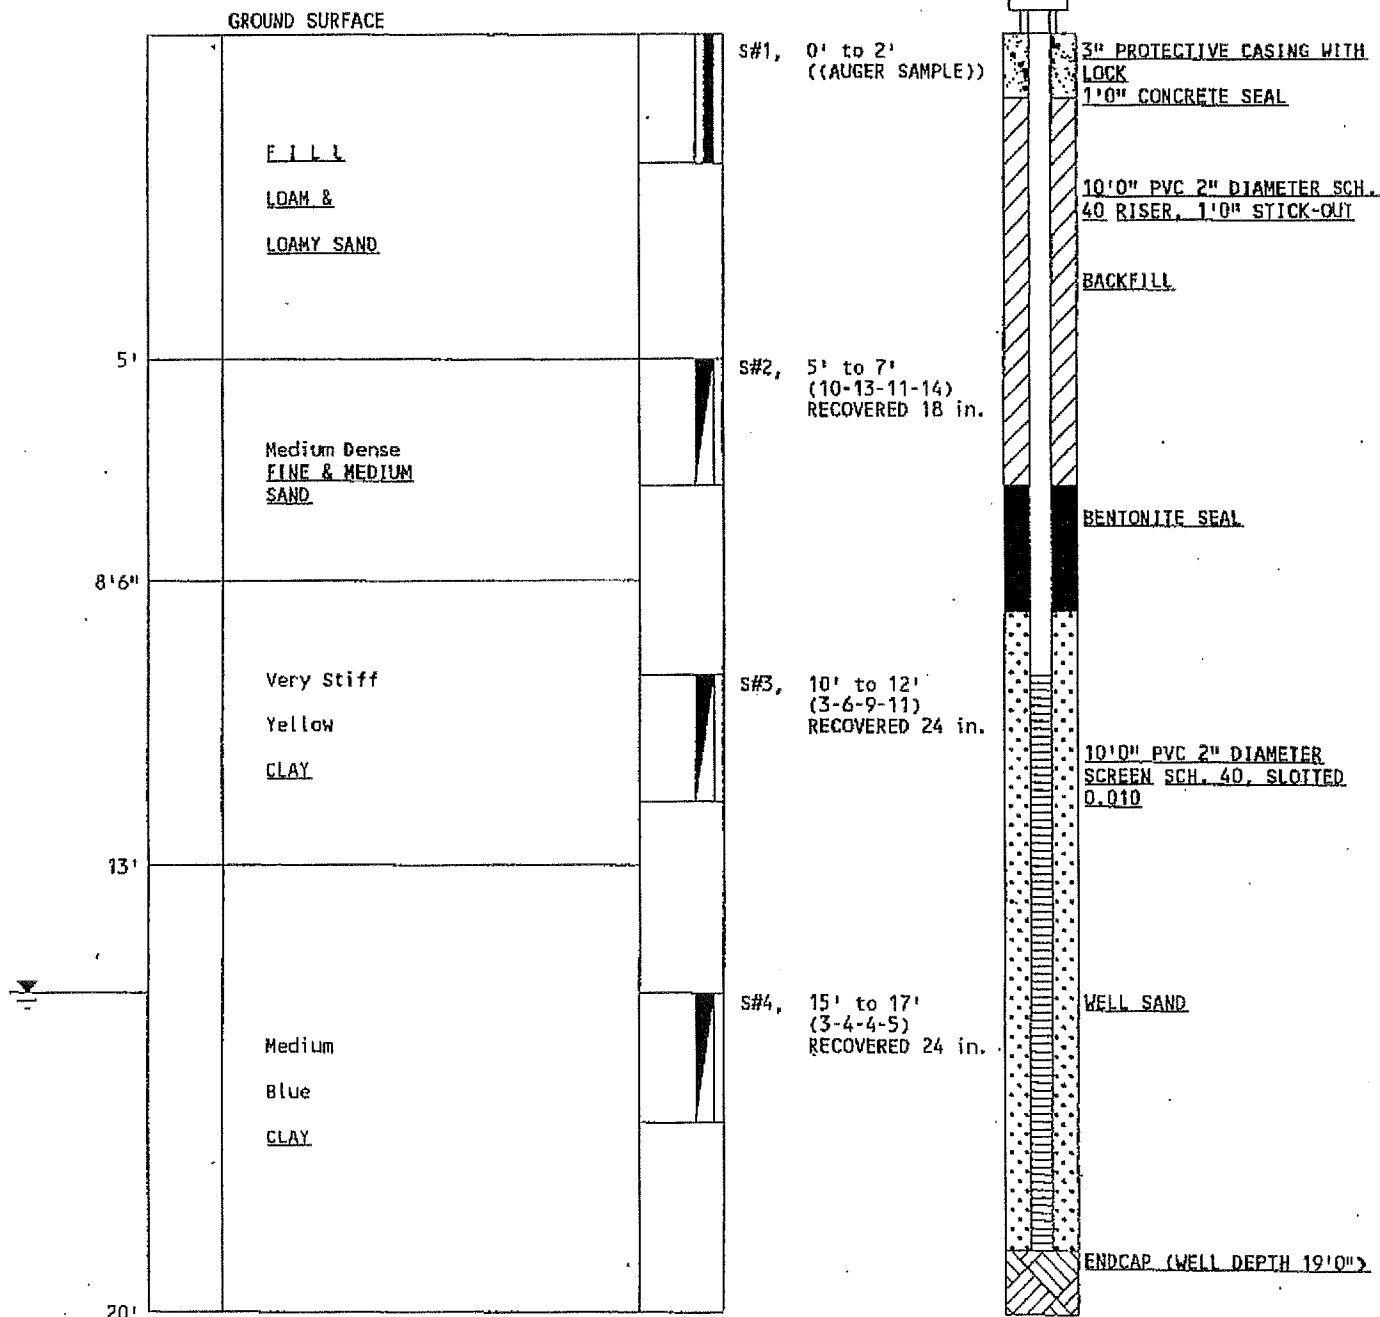 GROUND SURFACE
S#1, 0' to 2'
((AUGER SAMPLE))
3" PROTECTIVE CASING WITH
LOCK
1'0" CONCRETE SEAL
F I L L
LOAM &
LOAMY SAND
10'0" PVC 2" DIAMETER SCH.
40 RISER, 1'0" STICK-OUT
BACKFILL
5'
S#2, 5' to 7'
(10-13-11-14)
RECOVERED 18 in.
Medium Dense
FINE & MEDIUM
SAND
BENTONITE SEAL
8'6"
Very Stiff
Yellow
CLAY
S#3, 10' to 12'
(3-6-9-11)
RECOVERED 24 in.
10'0" PVC 2" DIAMETER
SCREEN SCH. 40, SLOTTED
0.010
13'
S#4, 15' to 17'
(3-4-4-5)
RECOVERED 24 in.
WELL SAND
Medium
Blue
CLAY
ENDCAP (WELL DEPTH 19'0")
20'